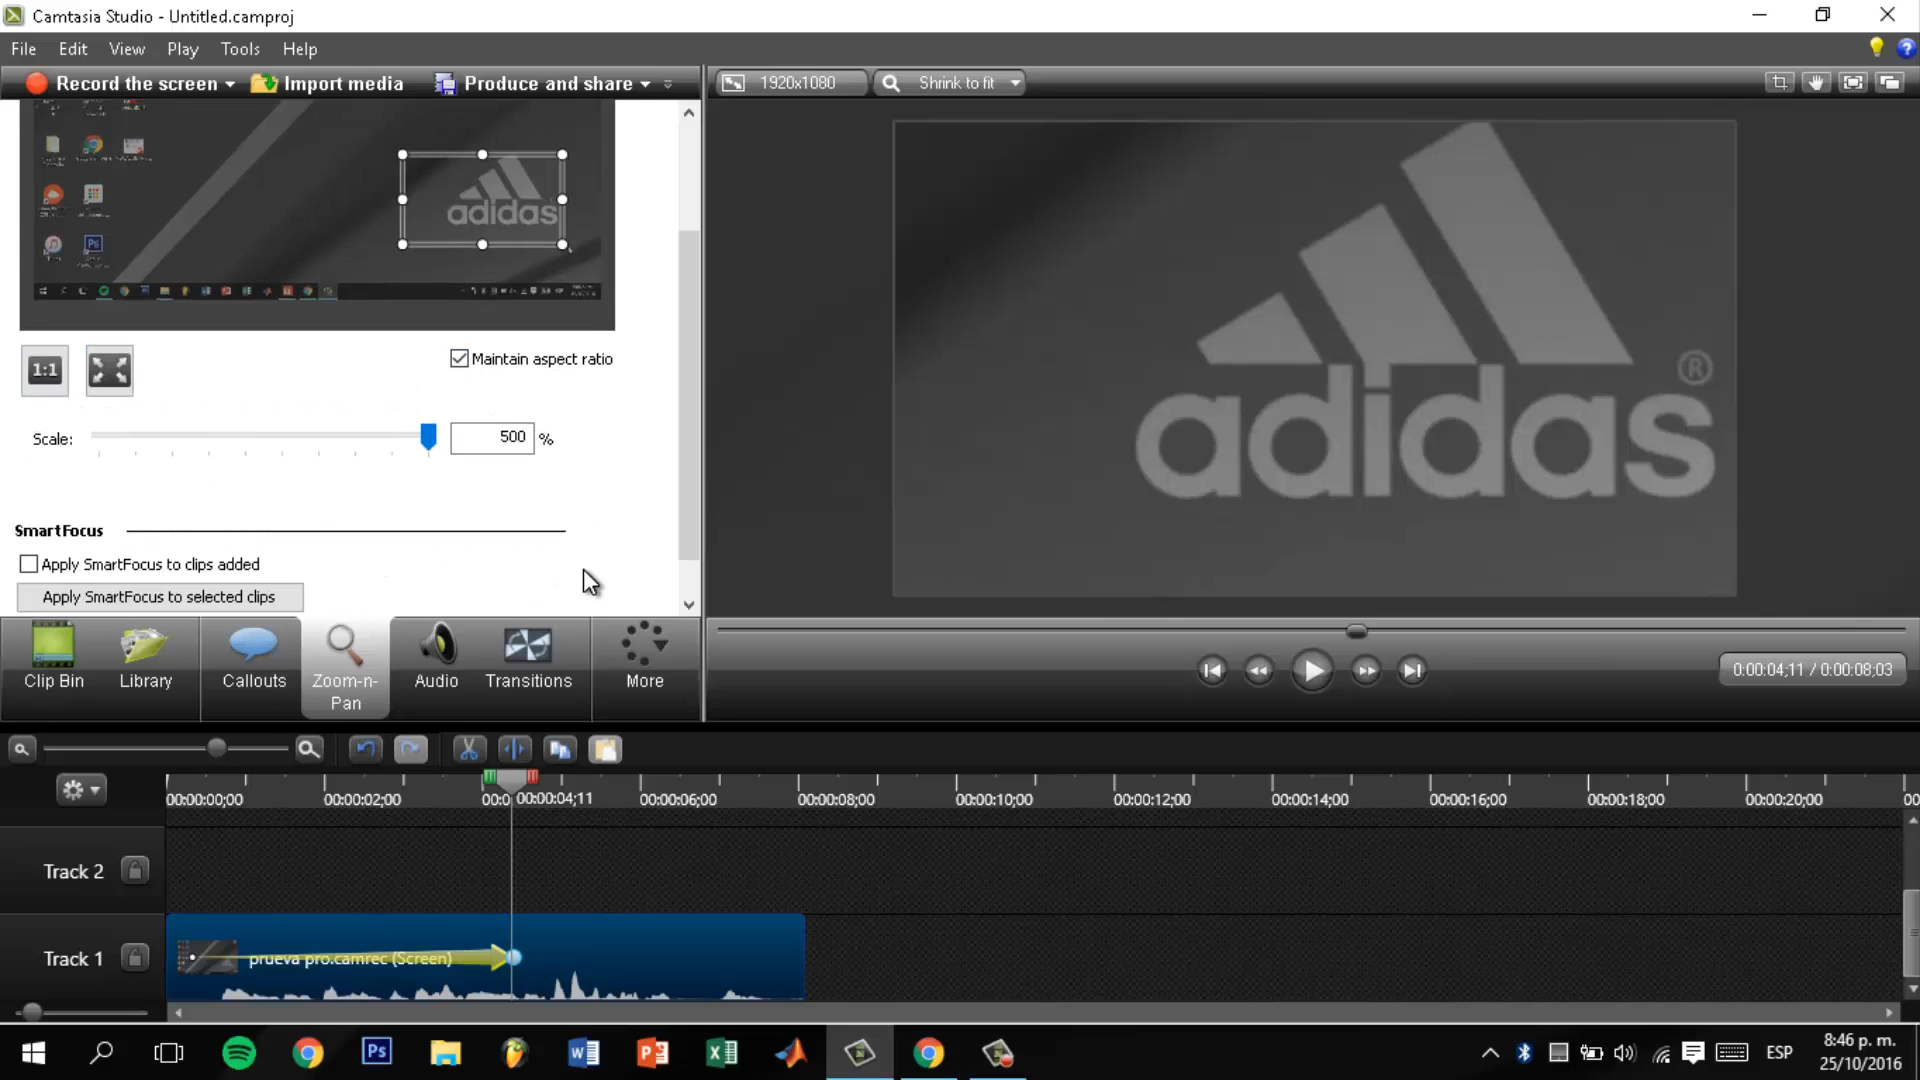 Camtasia Studio - Untitled.camproj
File Edit View Play Tools Help
Record the screen Import media Produce and share
1920x1080 Shrink to fit
adidas
Ps
1:1
Maintain aspect ratio
Scale: 500 %
SmartFocus
Apply SmartFocus to clips added
Apply SmartFocus to selected clips
adidas®
Clip Bin Library Callouts Zoom-n-Pan Audio Transitions More
0:00:04;11 / 0:00:08;03
00:00:00;00 00:00:02;00 00:0 00:00:04;11 00:00:06;00 00:00:08;00 00:00:10;00 00:00:12;00 00:00:14;00 00:00:16;00 00:00:18;00 00:00:20;00 00
Track 2
Track 1 prueva pro.camrec (Screen)
Ps
ESP
8:46 p. m.
25/10/2016